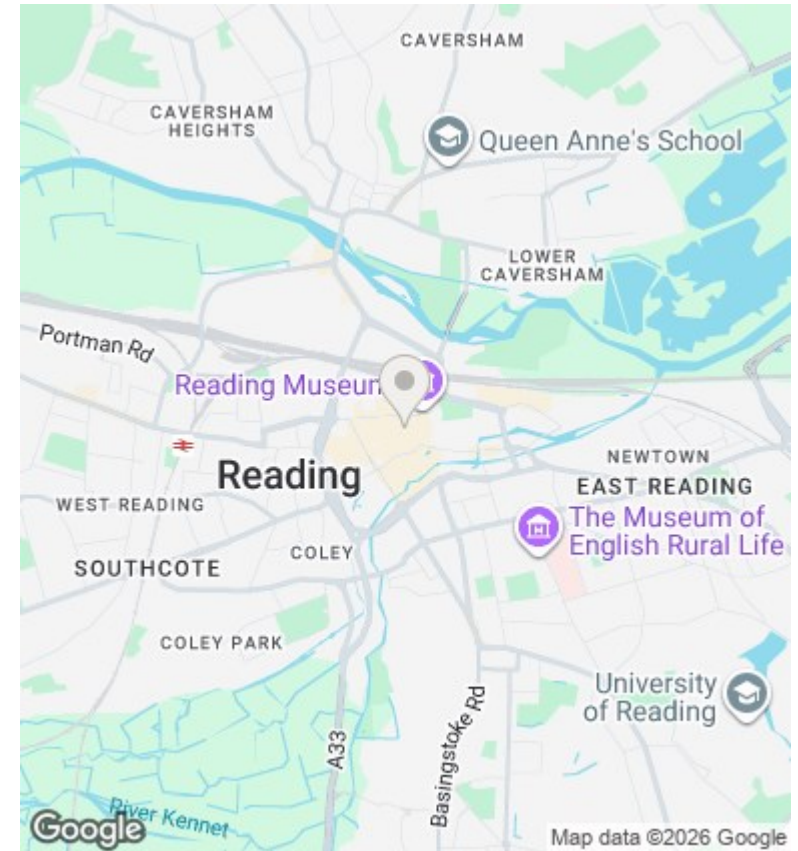 CAVERSHAM
CAVERSHAM
HEIGHTS
Queen Anne's School
LOWER
CAVERSHAM
Portman Rd
Reading Museum
NEWTOWN
Reading
EAST READING
WEST READING
The Museum of
English Rural Life
COLEY
SOUTHCOTE
COLEY PARK
University
of Reading
A33
Basingstoke Rd
River Kennet
Google
Map data ©2026 Google